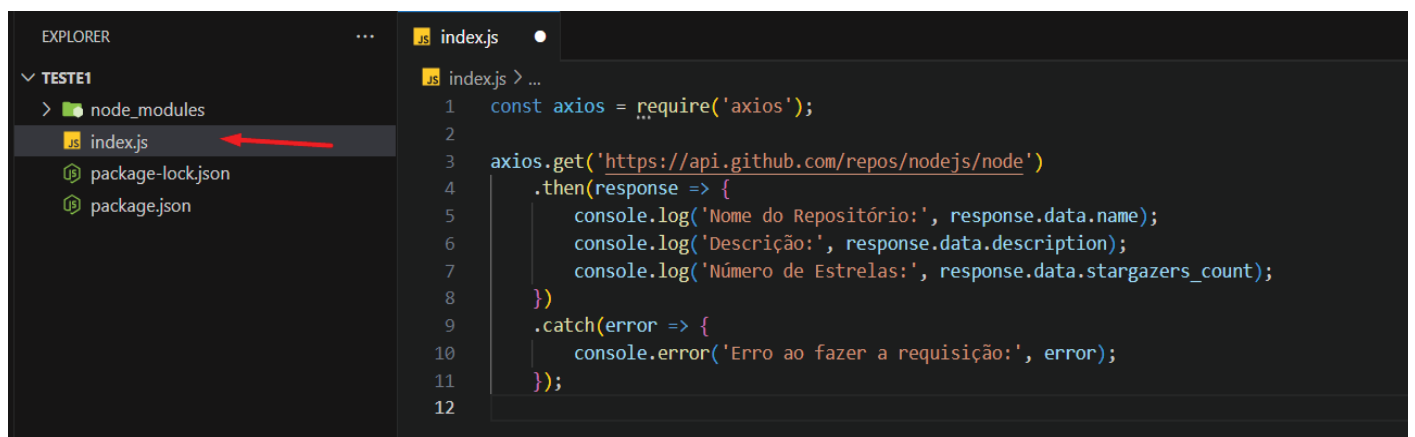 EXPLORER ...
TESTE1
node_modules
JS index.js
package-lock.json
package.json
JS index.js
JS index.js > ...
1 const axios = require('axios');
2
3 axios.get('https://api.github.com/repos/nodejs/node')
4 .then(response => {
5 console.log('Nome do Repositório:', response.data.name);
6 console.log('Descrição:', response.data.description);
7 console.log('Número de Estrelas:', response.data.stargazers_count);
8 })
9 .catch(error => {
10 console.error('Erro ao fazer a requisição:', error);
11 });
12